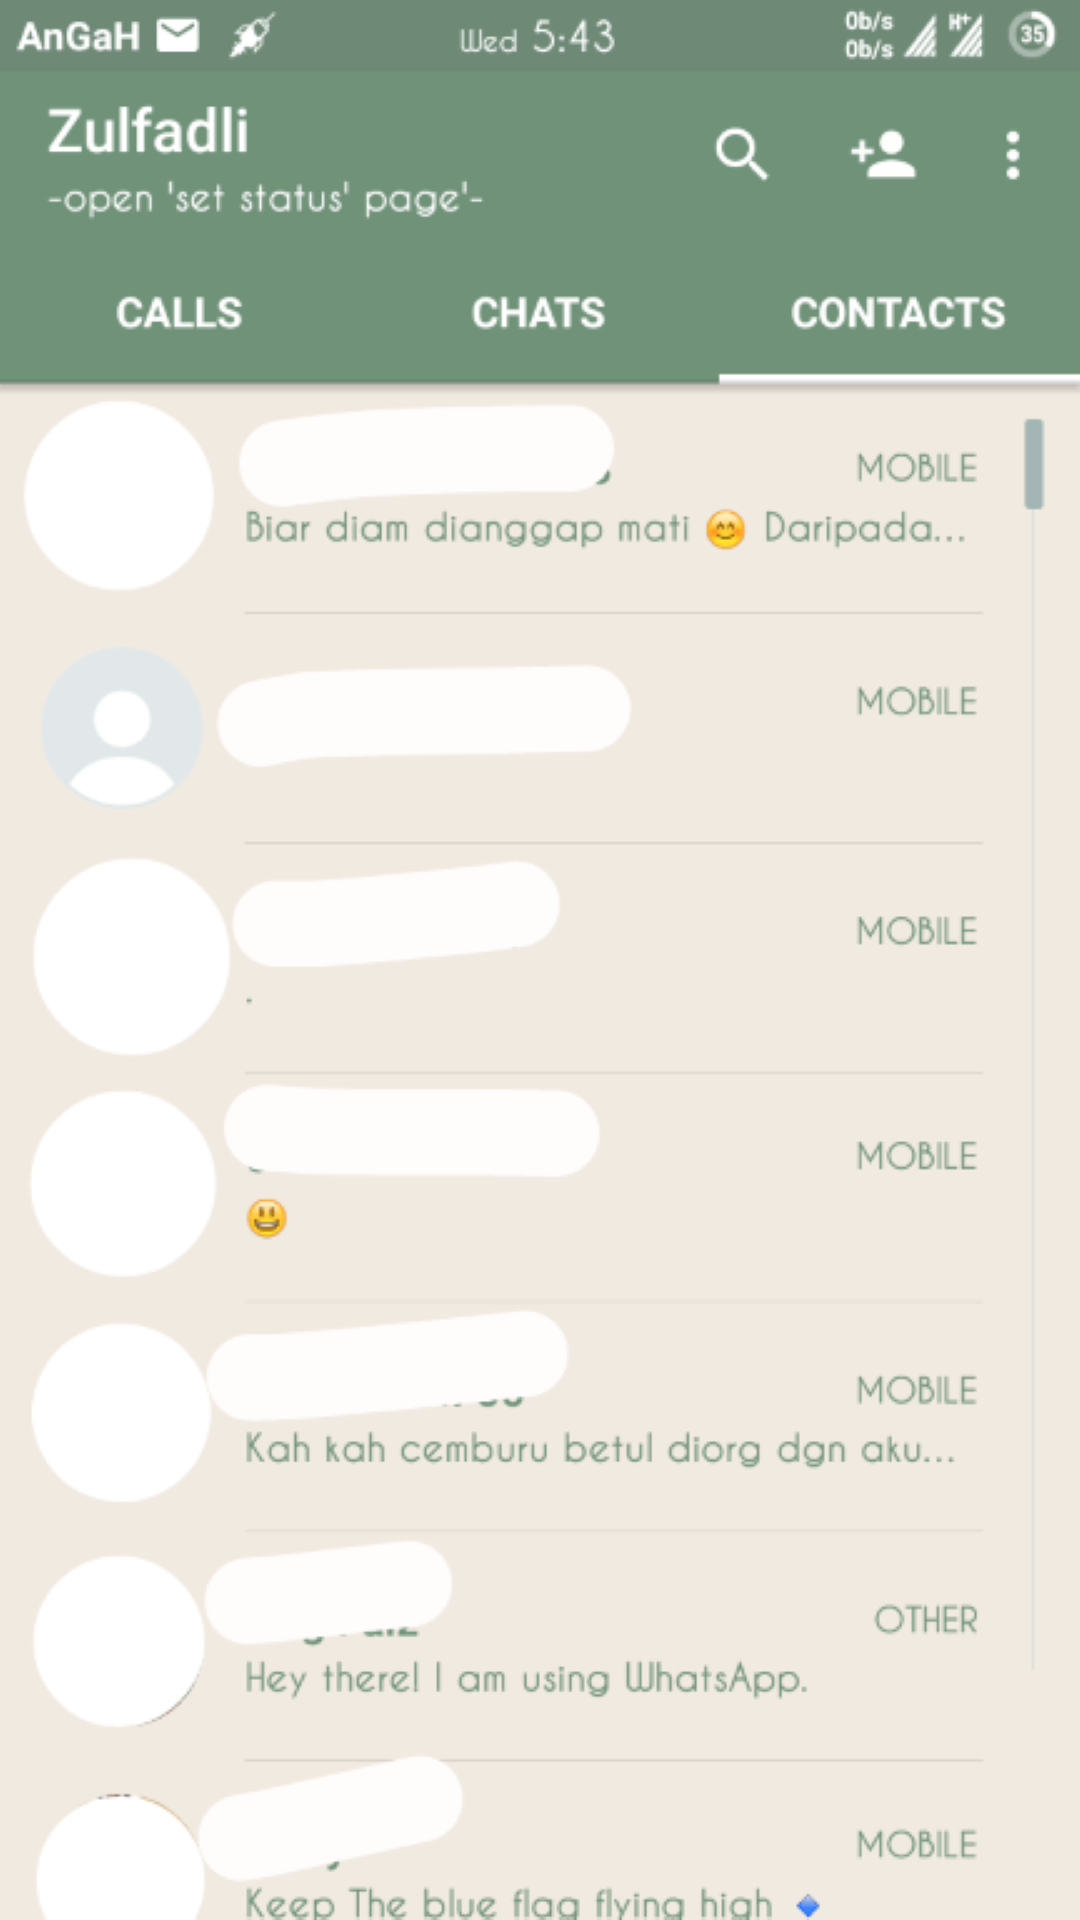 AnGaH Wed 5:43 0b/s 0b/s H+ 35
Zulfadli
-open 'set status' page'-
CALLS CHATS CONTACTS
MOBILE
Biar diam dianggap mati 😊 Daripada...
MOBILE
MOBILE
.
MOBILE
😃
MOBILE
Kah kah cemburu betul diorg dgn aku...
OTHER
Hey there! I am using WhatsApp.
MOBILE
Keep The blue flag flying high 🔹